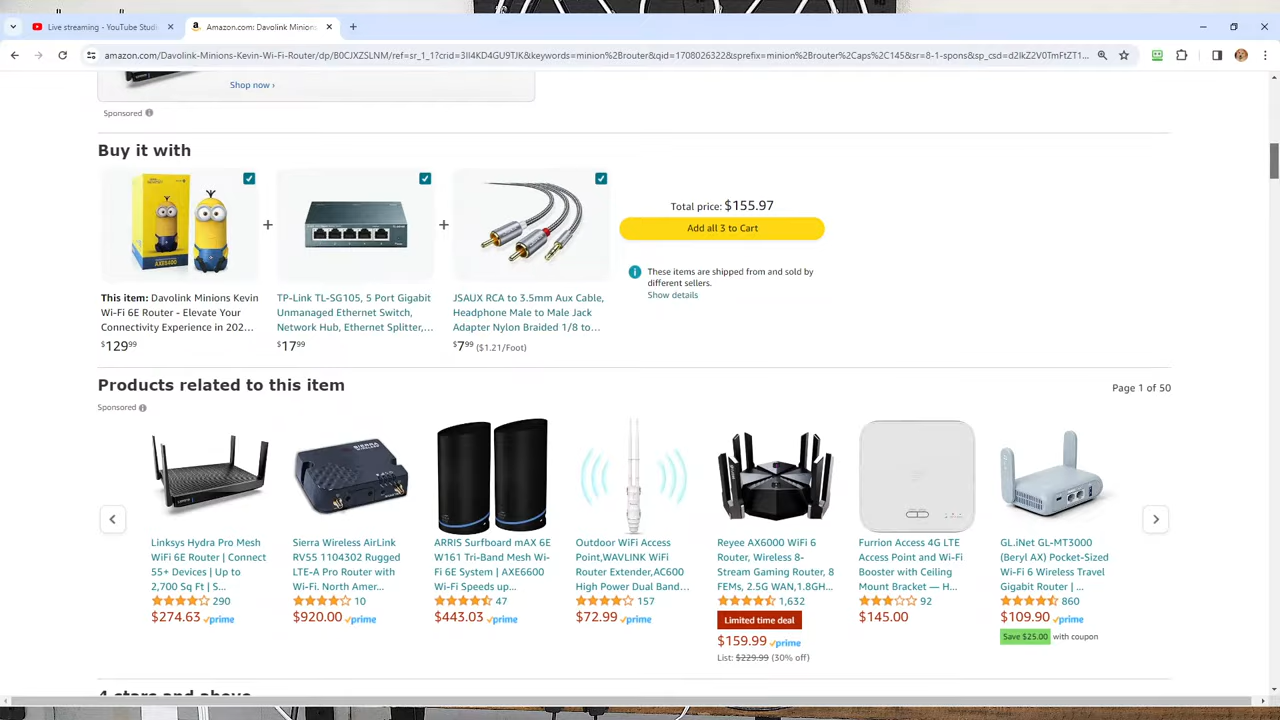 Live streaming - YouTube Studi
Amazon.com: Davolink Minions
amazon.com/Davolink-Minions-Kevin-Wi-Fi-Router/dp/B0CJXZSLNM/ref=sr_1_1?crid=3II4KD4GU9TJK&keywords=minion%2Brouter&qid=1708026322&sprefix=minion%2Brouter%2Caps%2C145&sr=8-1-spons&sp_csd=d2lkZ2V0TmFtZT1...
Shop now ›
Sponsored
Buy it with
Total price: $155.97
Add all 3 to Cart
These items are shipped from and sold by
different sellers.
Show details
This item: Davolink Minions Kevin
Wi-Fi 6E Router - Elevate Your
Connectivity Experience in 202...
$129.99
TP-Link TL-SG105, 5 Port Gigabit
Unmanaged Ethernet Switch,
Network Hub, Ethernet Splitter,...
$17.99
JSAUX RCA to 3.5mm Aux Cable,
Headphone Male to Male Jack
Adapter Nylon Braided 1/8 to...
$7.99 ($1.21/Foot)
Products related to this item
Page 1 of 50
Sponsored
Linksys Hydra Pro Mesh
WiFi 6E Router | Connect
55+ Devices | Up to
2,700 Sq Ft | S...
290
$274.63 prime
Sierra Wireless AirLink
RV55 1104302 Rugged
LTE-A Pro Router with
Wi-Fi. North Amer...
10
$920.00 prime
ARRIS Surfboard mAX 6E
W161 Tri-Band Mesh Wi-
Fi 6E System | AXE6600
Wi-Fi Speeds up...
47
$443.03 prime
Outdoor WiFi Access
Point,WAVLINK WiFi
Router Extender,AC600
High Power Dual Band...
157
$72.99 prime
Reyee AX6000 WiFi 6
Router, Wireless 8-
Stream Gaming Router, 8
FEMs, 2.5G WAN,1.8GH...
1,632
Limited time deal
$159.99 prime
List: $229.99 (30% off)
Furrion Access 4G LTE
Access Point and Wi-Fi
Booster with Ceiling
Mount Bracket — H...
92
$145.00
GL.iNet GL-MT3000
(Beryl AX) Pocket-Sized
Wi-Fi 6 Wireless Travel
Gigabit Router | ...
860
$109.90 prime
Save $25.00 with coupon
4 stars and above